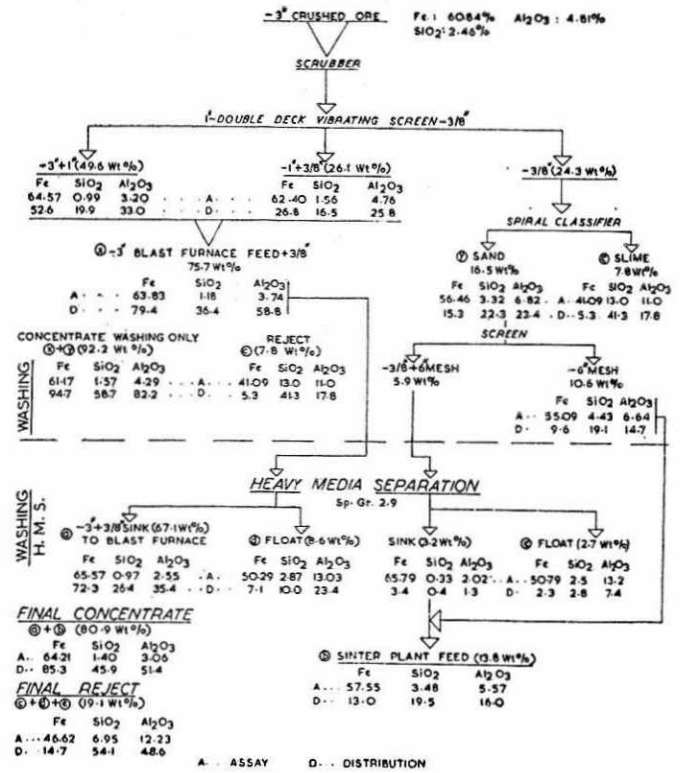 -3" CRUSHED ORE Fe : 60.84% Al2O3 : 4.81%
SiO2: 2.46%
SCRUBBER
1"-DOUBLE DECK VIBRATING SCREEN-3/8"
-3"+1"(49.6 Wt%) -1"+3/8"(26.1 Wt%) -3/8"(24.3 Wt%)
Fe SiO2 Al2O3 Fe SiO2 Al2O3
64.57 0.99 3.20 . . A. . . 62.40 1.56 4.76
52.6 19.9 33.0 . . . D. . . 26.8 16.5 25.8
SPIRAL CLASSIFIER
ⓧ -3" BLAST FURNACE FEED+3/8"
75.7 Wt%
Fe SiO2 Al2O3
A . . . 63.83 1.18 3.74
D . . . 79.4 36.4 58.8
ⓨ SAND ⓔ SLIME
16.5 Wt% 7.8 Wt%
Fe SiO2 Al2O3 Fe SiO2 Al2O3
56.46 3.32 6.82 . A. 41.09 13.0 11.0
15.3 22.3 23.4 . D.. 5.3 41.3 17.8
SCREEN
CONCENTRATE WASHING ONLY REJECT
ⓧ+ⓨ (92.2 Wt%) ⓔ (7.8 Wt%)
Fe SiO2 Al2O3 Fe SiO2 Al2O3
61.17 1.57 4.29 . . . A. . . 41.09 13.0 11.0
94.7 58.7 82.2 . . D. 5.3 41.3 17.8
WASHING
-3/8"+6MESH -6"MESH
5.9 Wt% 10.6 Wt%
Fe SiO2 Al2O3
A . . 55.09 4.43 6.64
D. 9.6 19.1 14.7
HEAVY MEDIA SEPARATION
Sp. Gr. 2.9
WASHING
H.M.S.
ⓐ -3"+3/8"SINK (67.1 Wt%) ⓓ FLOAT (8.6 Wt%) SINK (3.2 Wt%) ⓒ FLOAT (2.7 Wt%)
TO BLAST FURNACE
Fe SiO2 Al2O3 Fe SiO2 Al2O3 Fe SiO2 Al2O3 Fe SiO2 Al2O3
65.57 0.97 2.55 . A. . 50.29 2.87 13.03 65.79 0.33 2.02 . . A. . 50.79 2.5 13.2
72.3 26.4 35.4 . . D. . 7.1 10.0 23.4 3.4 0.4 1.3 D. 2.3 2.8 7.4
FINAL CONCENTRATE
ⓐ+ⓑ (80.9 Wt%)
Fe SiO2 Al2O3
A.. 64.21 1.40 3.06
D.. 85.3 45.9 51.4
ⓑ SINTER PLANT FEED (13.8 Wt%)
Fe SiO2 Al2O3
A . . . 57.55 3.48 5.57
D . . . 13.0 19.5 16.0
FINAL REJECT
ⓒ+ⓓ+ⓔ (19.1 Wt%)
Fe SiO2 Al2O3
A...46.62 6.95 12.23
D. 14.7 54.1 48.6
A. . ASSAY D. . DISTRIBUTION